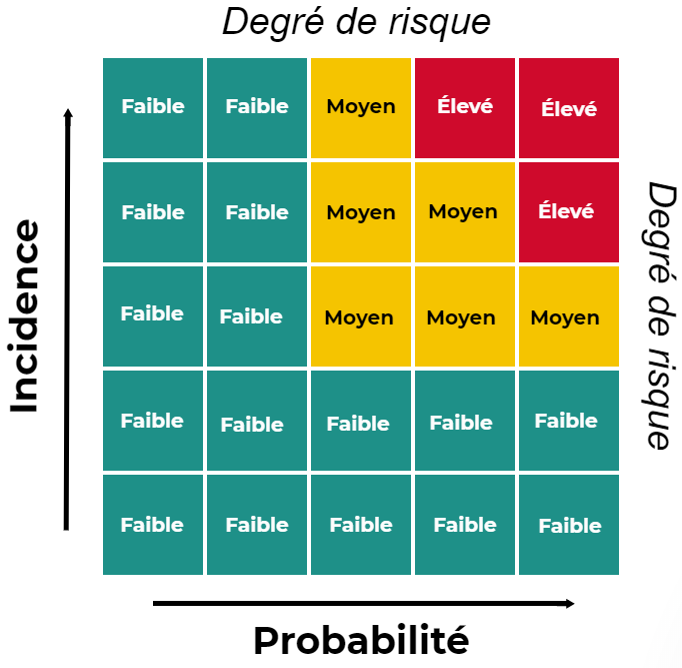 Degré de risque
Faible Faible Moyen Élevé Élevé
Faible Faible Moyen Moyen Élevé
Faible Faible Moyen Moyen Moyen
Faible Faible Faible Faible Faible
Faible Faible Faible Faible Faible
Incidence
Degré de risque
Probabilité